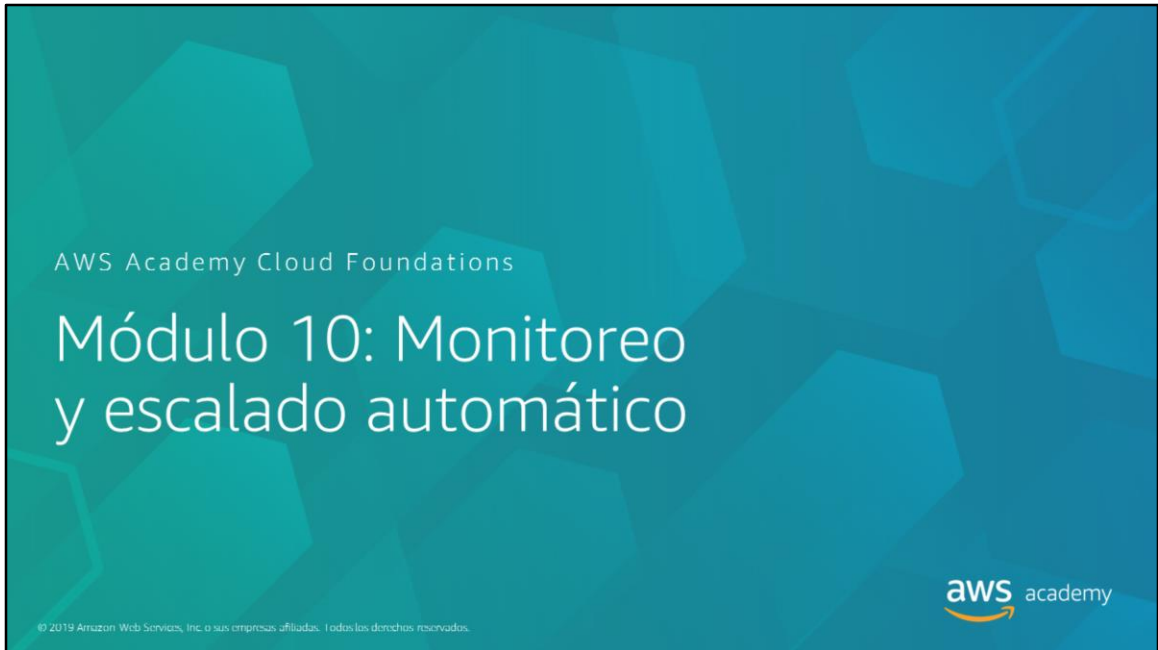 AWS Academy Cloud Foundations
Módulo 10: Monitoreo
y escalado automático
aws academy
© 2019 Amazon Web Services, Inc. o sus empresas afiliadas. Todos los derechos reservados.